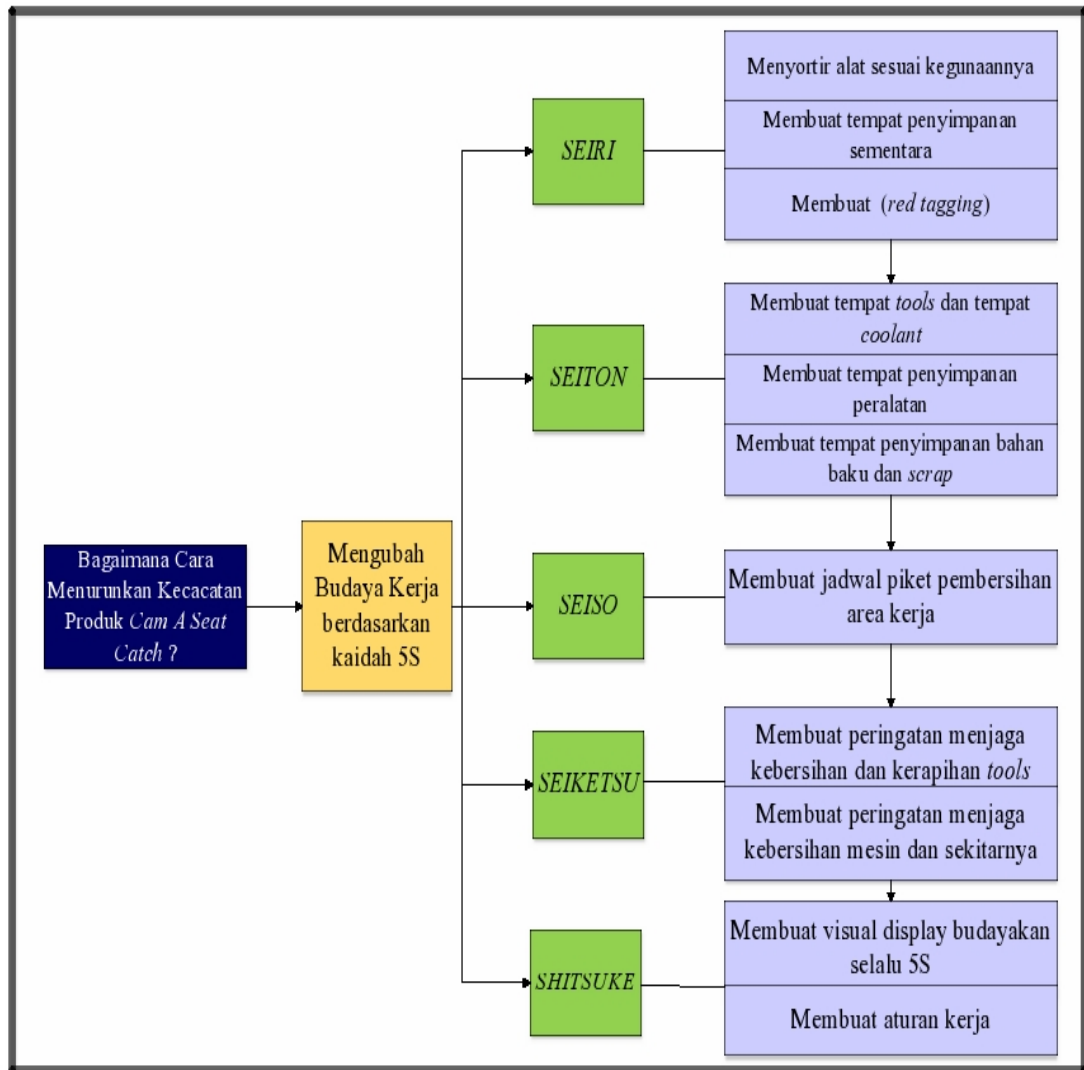 Bagaimana Cara
Menurunkan Kecacatan
Produk Cam A Seat
Catch ?
Mengubah
Budaya Kerja
berdasarkan
kaidah 5S
SEIRI
Menyortir alat sesuai kegunaannya
Membuat tempat penyimpanan
sementara
Membuat (red tagging)
SEITON
Membuat tempat tools dan tempat
coolant
Membuat tempat penyimpanan
peralatan
Membuat tempat penyimpanan bahan
baku dan scrap
SEISO
Membuat jadwal piket pembersihan
area kerja
SEIKETSU
Membuat peringatan menjaga
kebersihan dan kerapihan tools
Membuat peringatan menjaga
kebersihan mesin dan sekitarnya
SHITSUKE
Membuat visual display budayakan
selalu 5S
Membuat aturan kerja